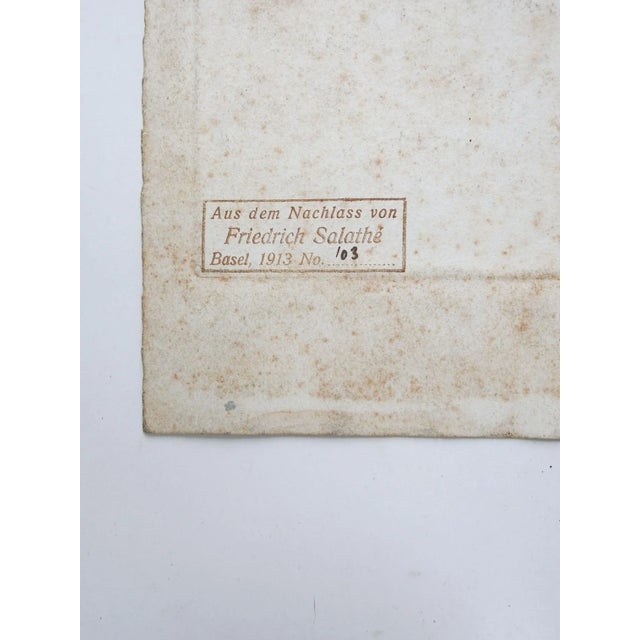 Aus dem Nachlass von
Friedrich Salathé
Basel, 1913 No. 103